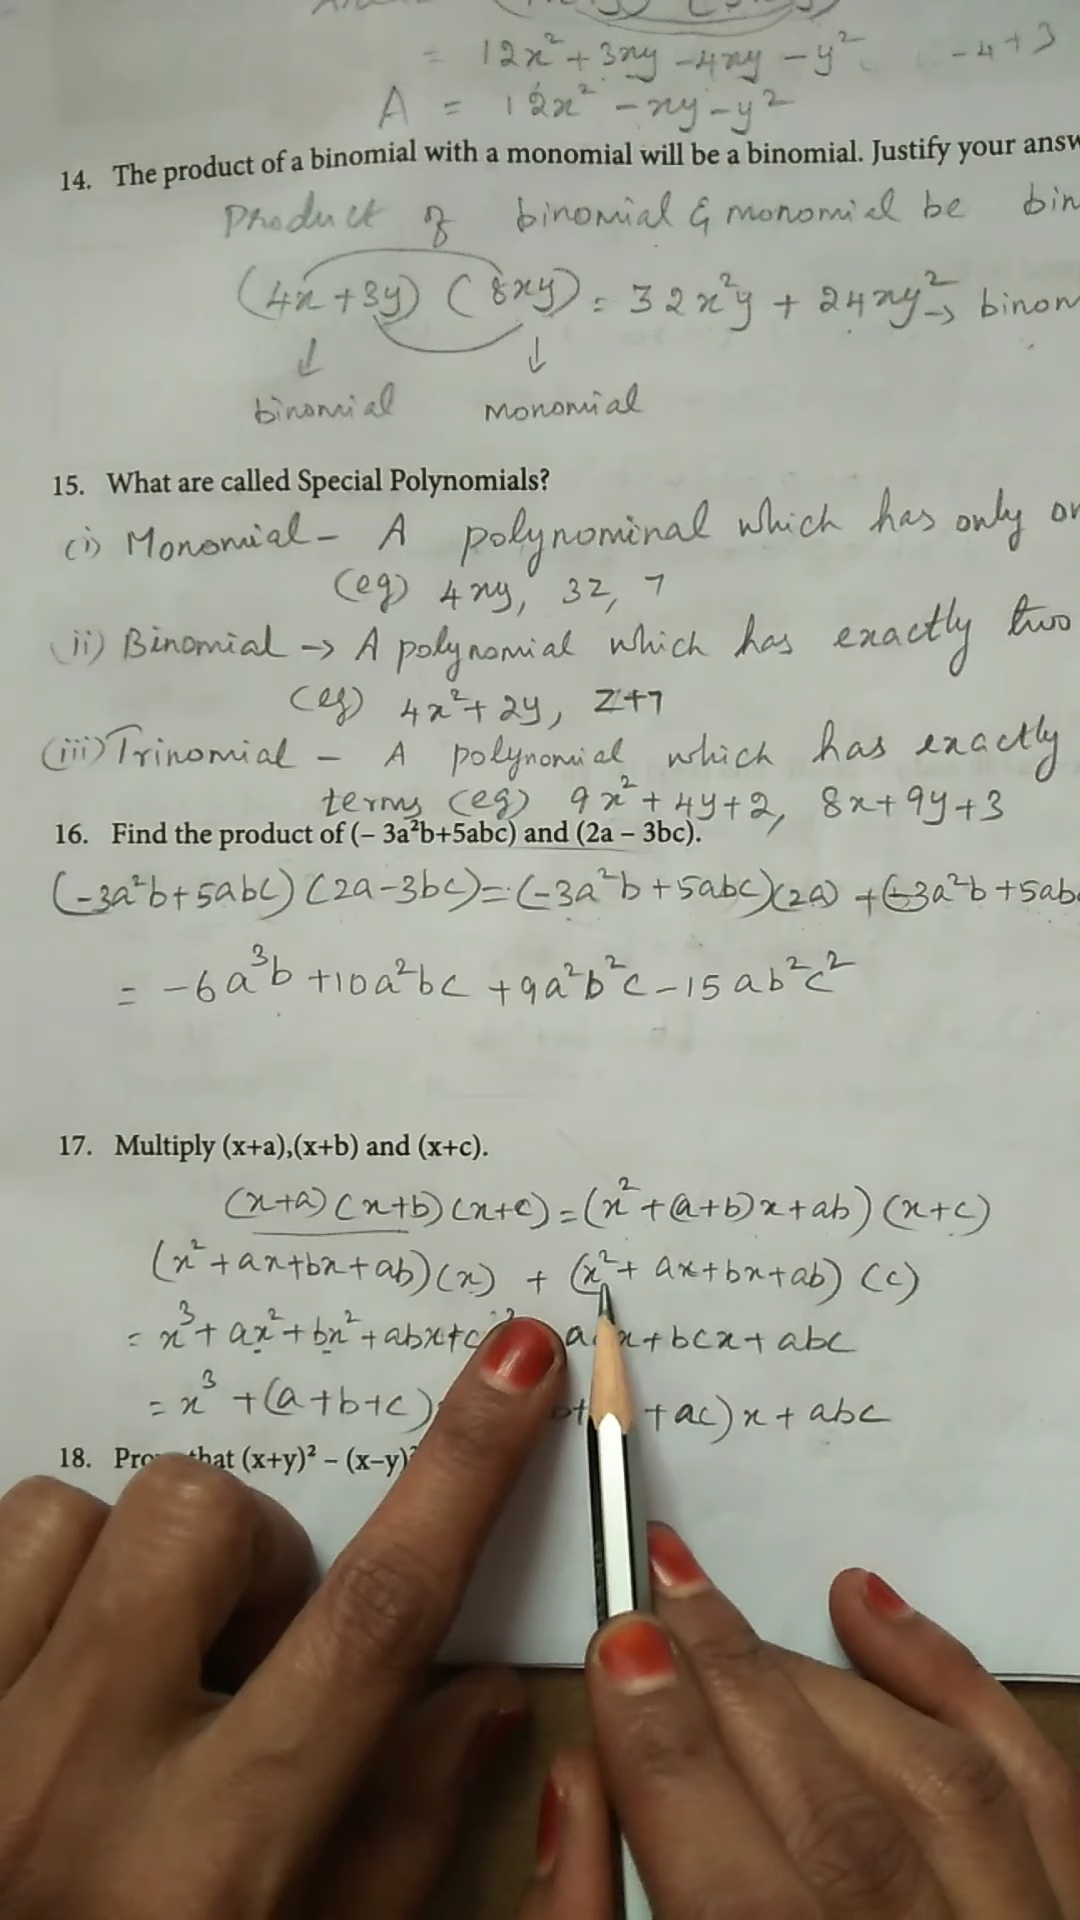 = 12x² + 3xy - 4xy - y² -4+3
A = 12x² - xy - y²
14. The product of a binomial with a monomial will be a binomial. Justify your
Product of binomial & monomial be
(4x + 3y) (8xy) = 32x²y + 24xy² →
↓ ↓
binomial monomial
15. What are called Special Polynomials?
(i) Monomial - A polynominal which has only
(eg) 4xy, 3z, 7
(ii) Binomial → A polynomial which has exactly two
(eg) 4x² + 2y, z+7
(iii) Trinomial - A polynomial which has exactly
terms (eg) 9x² + 4y + 2, 8x + 9y + 3
16. Find the product of (– 3a²b+5abc) and (2a – 3bc).
(-3a²b + 5abc) (2a - 3bc) = (-3a²b + 5abc)(2a) + (-3a²b + 5ab
= -6a³b + 10a²bc + 9a²b²c - 15ab²c²
17. Multiply (x+a),(x+b) and (x+c).
(x+a) (x+b) (x+c) = (x² + (a+b)x + ab) (x+c)
(x² + ax + bx + ab) (x) + (x² + ax + bx + ab) (c)
= x³ + ax² + bx² + abx + c x + bcx + abc
= x³ + (a+b+c) + ac) x + abc
18. that (x+y)² – (x–y)